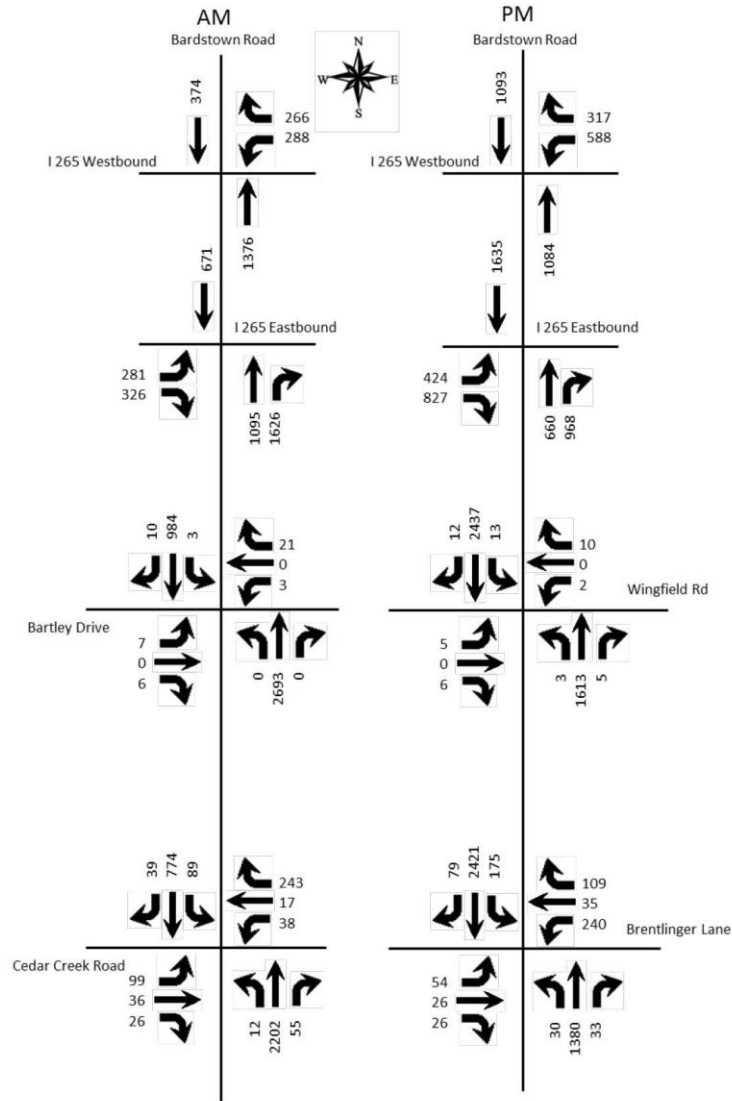 AM PM
Bardstown Road Bardstown Road
N
W E
S
374 266 1093 317
288 588
I 265 Westbound I 265 Westbound
1376 1084
671 1635
I 265 Eastbound I 265 Eastbound
281 424
326 827
1095 1626 660 968
10 984 3 21 12 2437 13 10
0 0
3 2
Wingfield Rd
Bartley Drive
7 5
0 0
6 6
0 2693 0 3 1613 5
39 774 89 243 79 2421 175 109
17 35
38 240
Brentlinger Lane
Cedar Creek Road
99 54
36 26
26 26
12 2202 55 30 1380 33